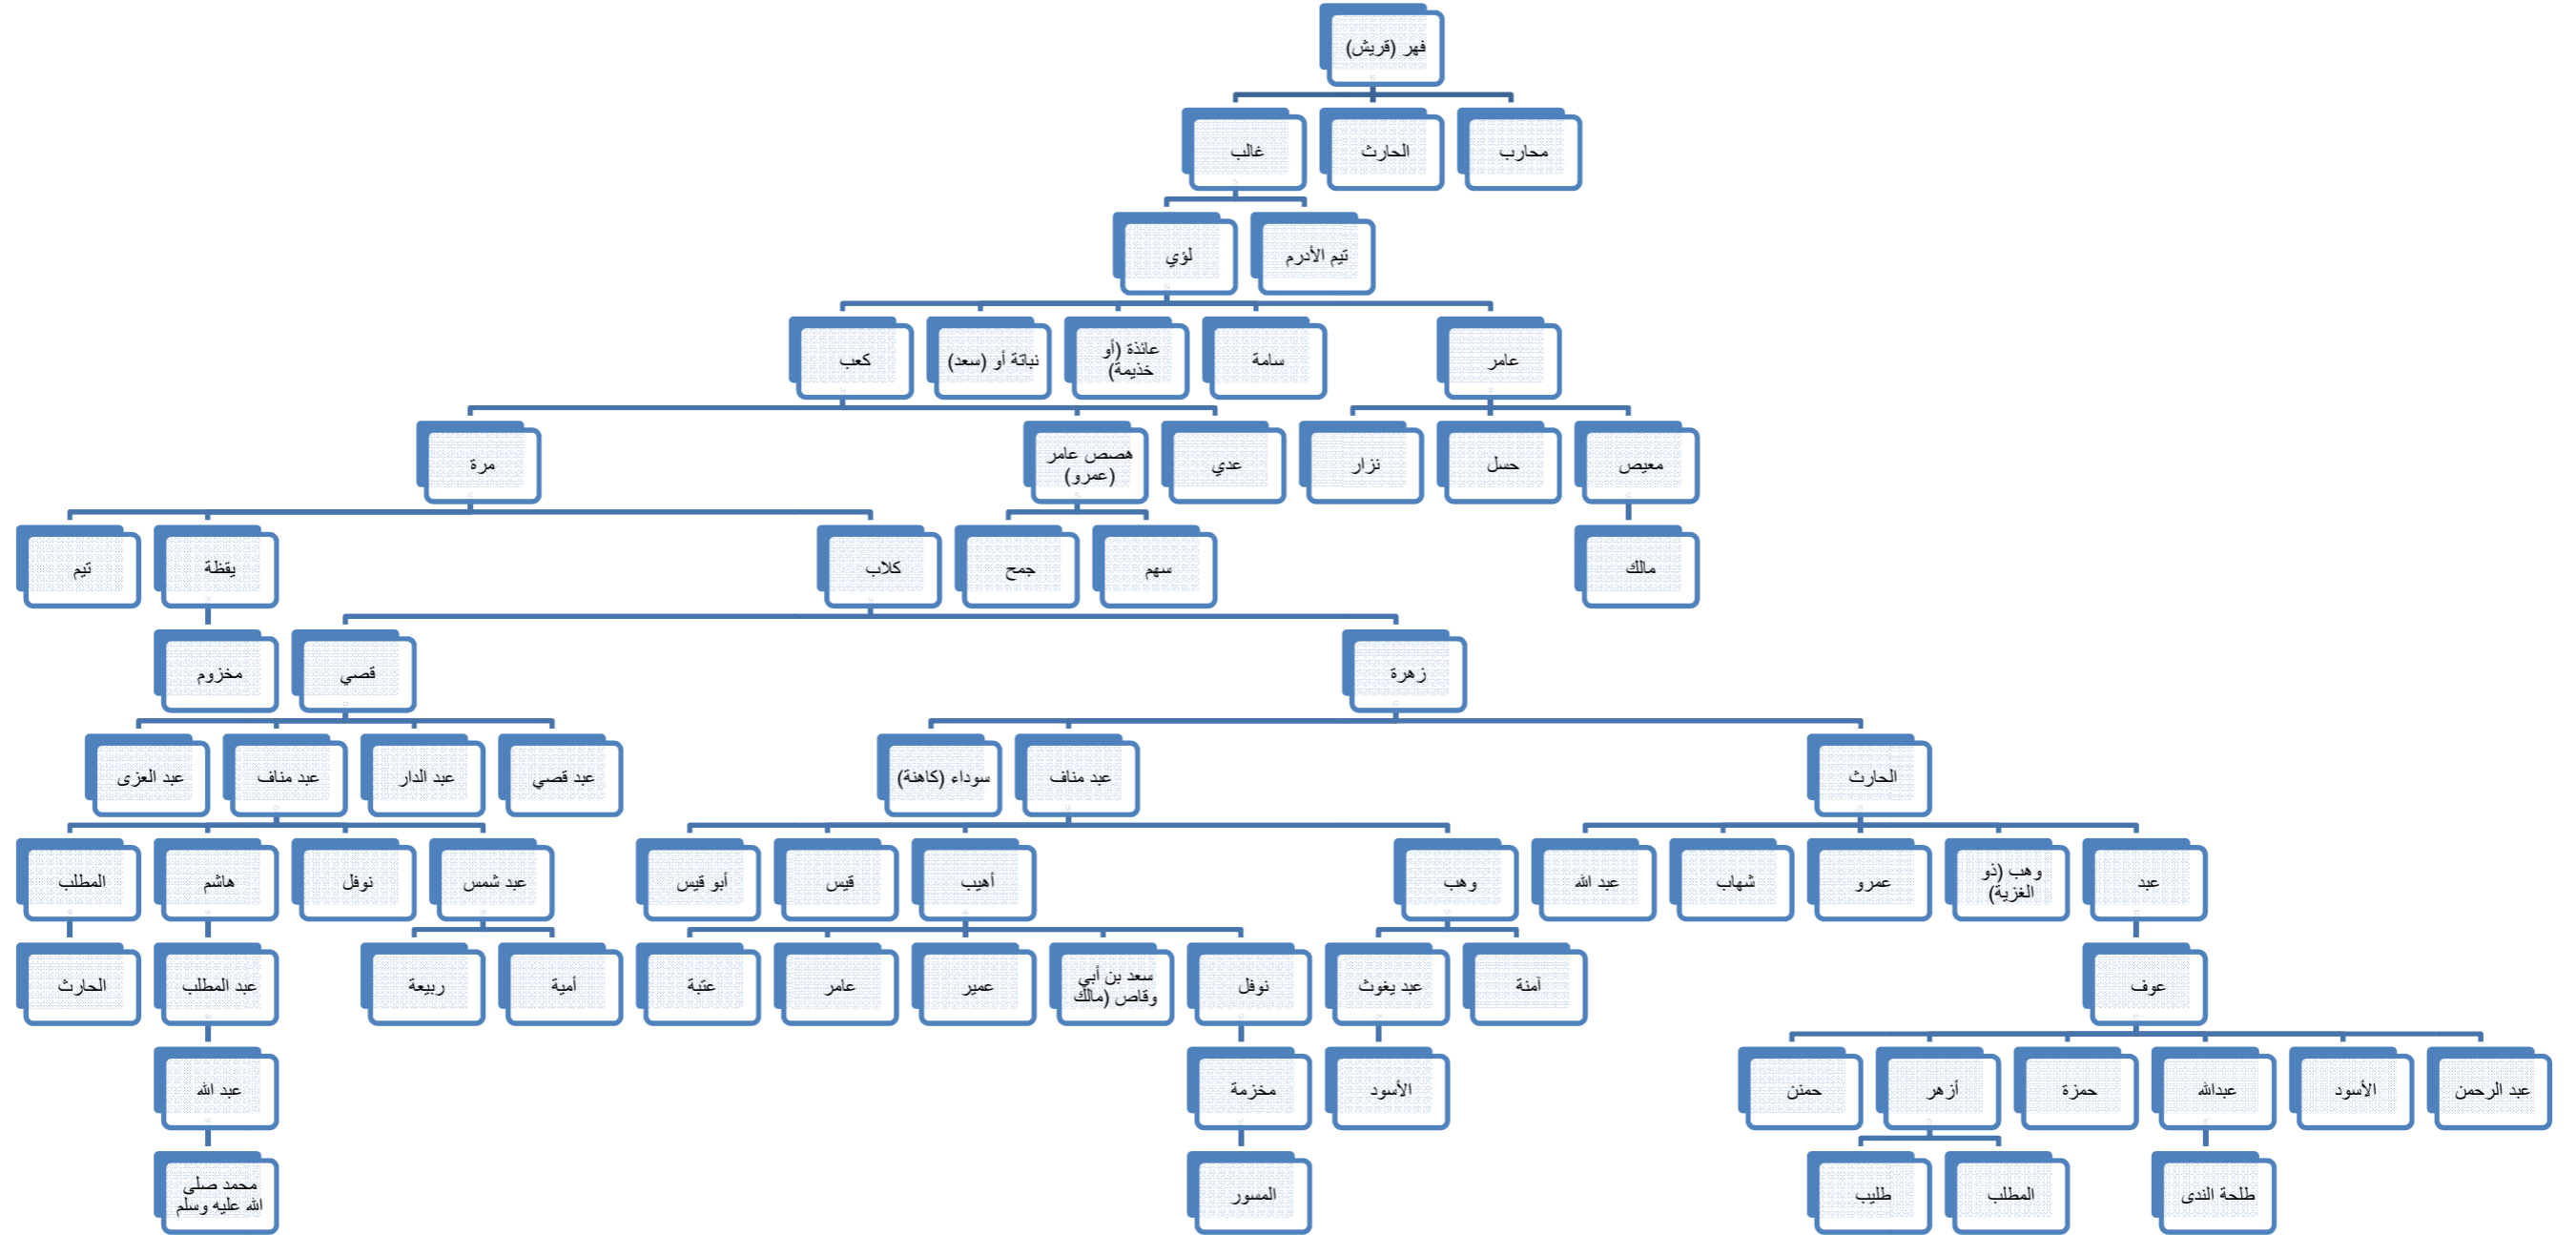 فهر (قريش)
محارب
الحارث
غالب
تيم الأدرم
لؤي
عامر
سامة
عائذة (أو
خذيمة)
نباتة أو (سعد)
كعب
معيص
حسل
نزار
عدي
هصص عامر
(عمرو)
مرة
مالك
سهم
جمح
كلاب
يقظة
تيم
زهرة
قصي
مخزوم
الحارث
عبد مناف
سوداء (كاهنة)
عبد قصي
عبد الدار
عبد مناف
عبد العزى
عبد
وهب (ذو
الغزية)
عمرو
شهاب
عبد الله
وهب
أهيب
قيس
أبو قيس
عبد شمس
نوفل
هاشم
المطلب
عوف
آمنة
عبد يغوث
نوفل
سعد بن أبي
وقاص (مالك
عمير
عامر
عتبة
أمية
ربيعة
عبد المطلب
الحارث
عبد الرحمن
الأسود
عبدالله
حمزة
أزهر
حمنن
الأسود
مخزمة
عبد الله
طلحة الندى
المطلب
طليب
المسور
محمد صلى
الله عليه وسلم